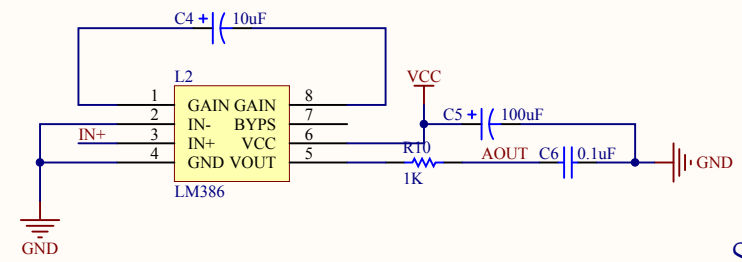 C4 + 10uF
L2
VCC
1 GAIN GAIN 8
C5 + 100uF
2 IN- BYPS 7
IN+ 3 IN+ VCC 6
R10
4 GND VOUT 5
AOUT C6 0.1uF
GND
1K
LM386
GND